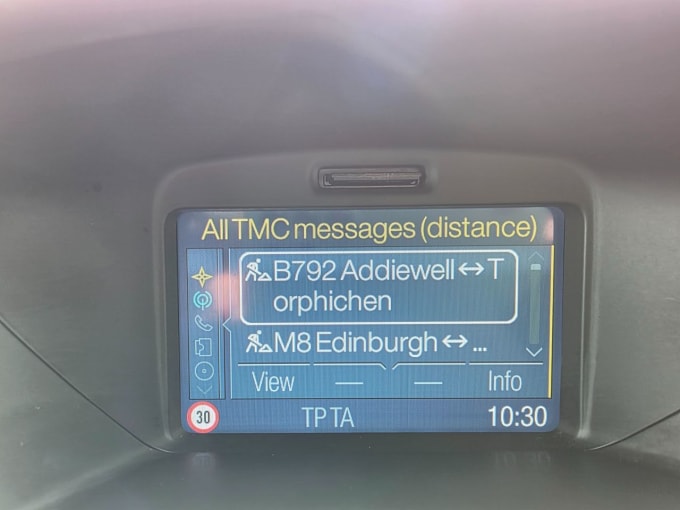 All TMC messages (distance)
B792 Addiewell↔T
orphichen
M8 Edinburgh↔...
View — — Info
30 TP TA 10:30